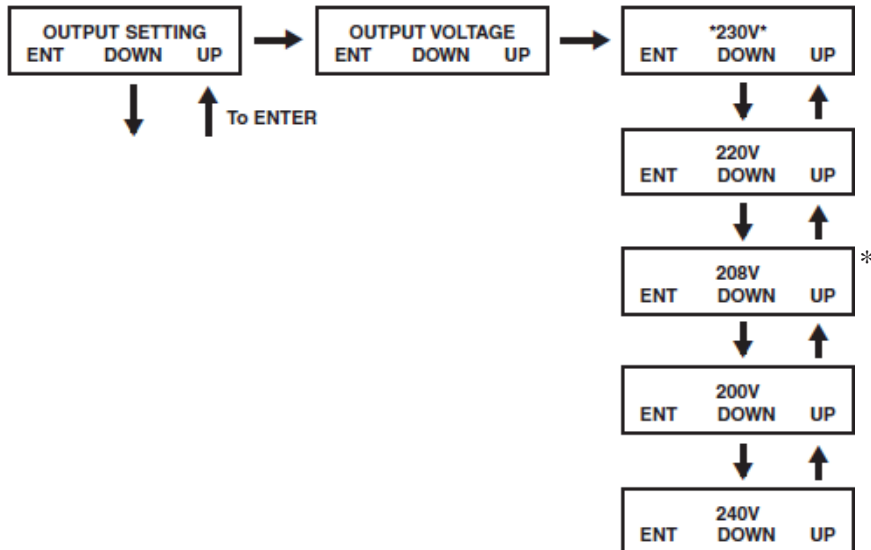 OUTPUT SETTING
ENT DOWN UP
OUTPUT VOLTAGE
ENT DOWN UP
*230V*
ENT DOWN UP
To ENTER
220V
ENT DOWN UP
208V
ENT DOWN UP
*
200V
ENT DOWN UP
240V
ENT DOWN UP